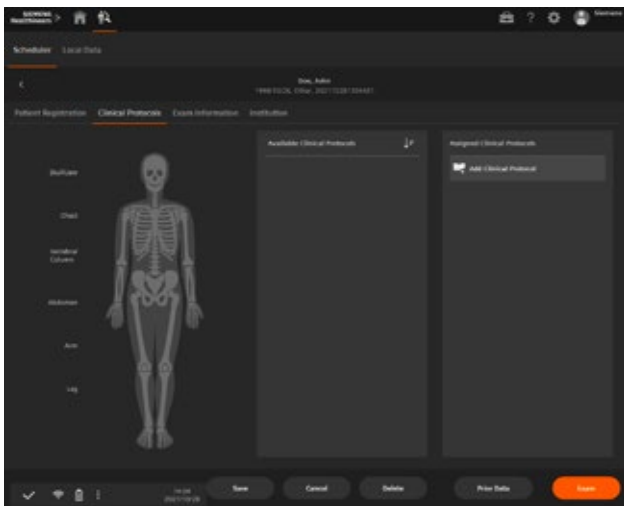 SIEMENS
Healthineers
?
Siemens
Scheduler Local Data
Doe, John
Patient Registration Clinical Protocols Exam Information Institution
Available Clinical Protocols
Assigned Clinical Protocols
Add Clinical Protocol
Skull/Jaw
Chest
Vertebral
Column
Abdomen
Arm
Leg
Save Cancel Delete Prior Data Exam